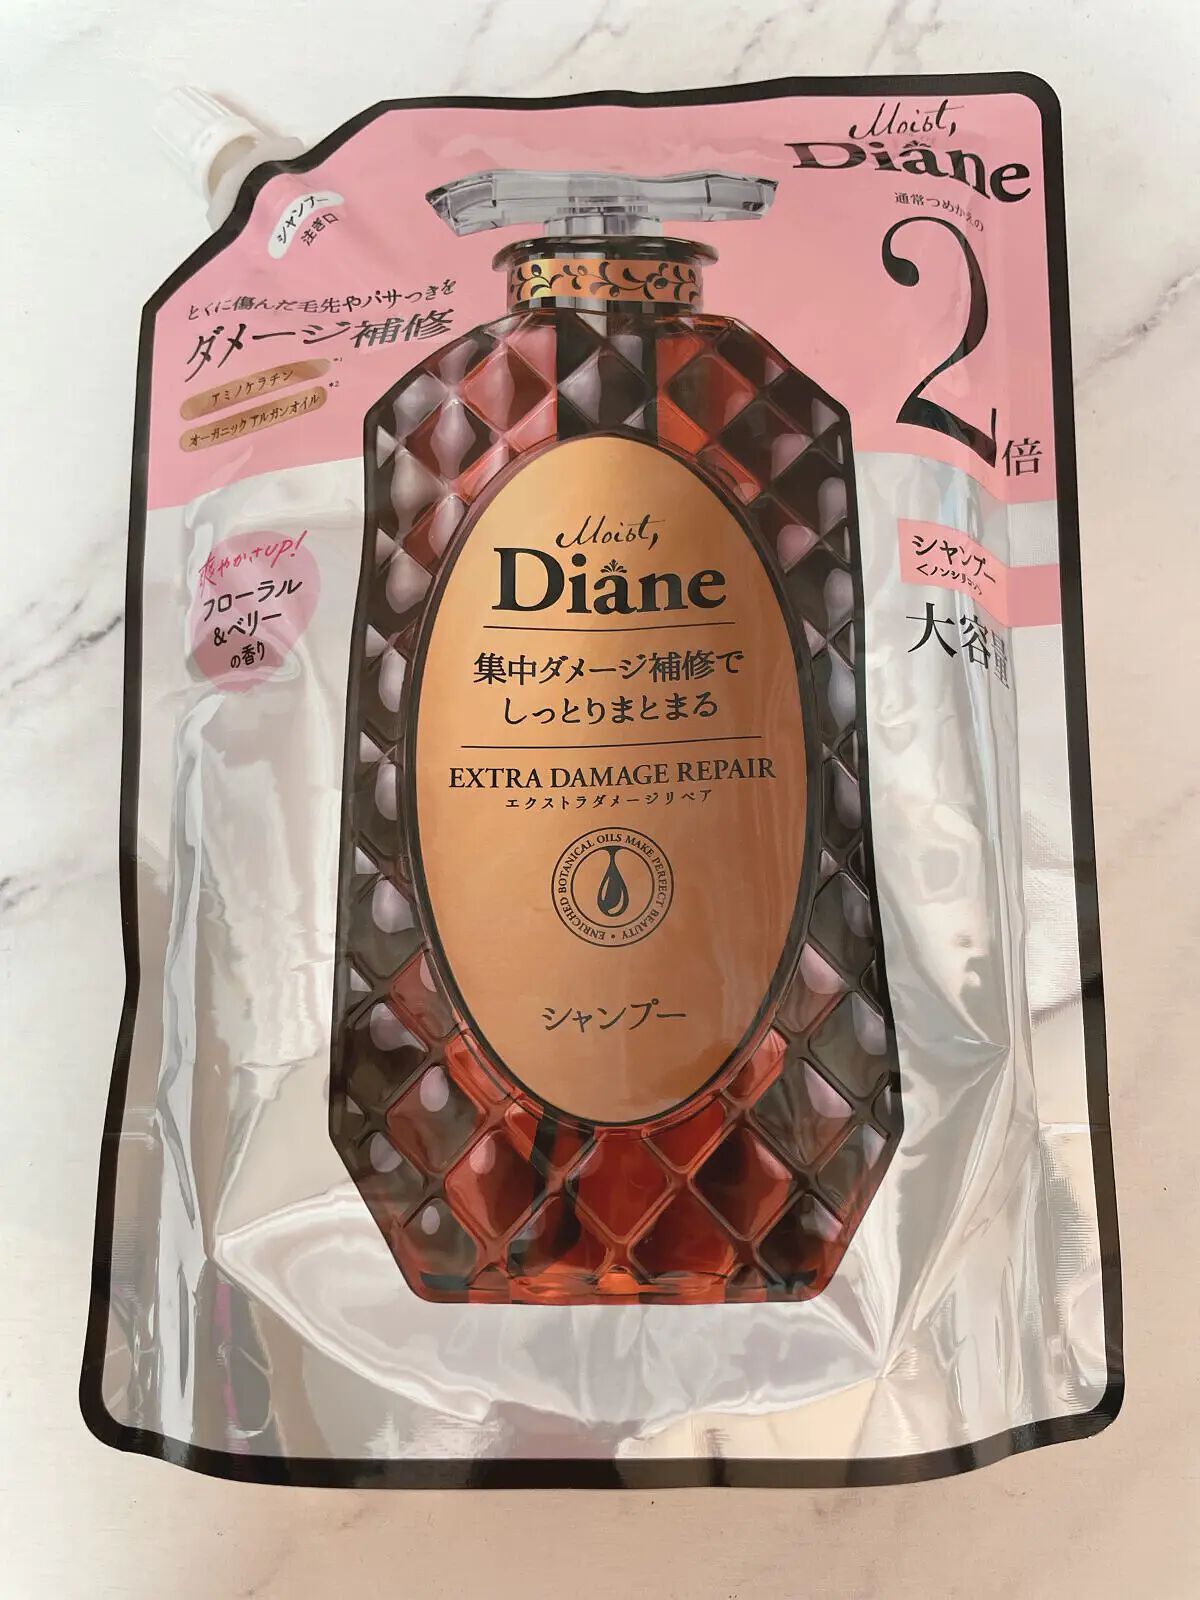 Moist,
Diane
通常つめかえの
2倍
シャンプー
注ぎ口
とくに傷んだ毛先やパサつきを
ダメージ補修
アミノケラチン*1
オーガニックアルガンオイル*2
爽やかさup!
フローラル
&ベリー
の香り
シャンプー
<ノンシリコン>
大容量
Moist,
Diane
集中ダメージ補修で
しっとりまとまる
EXTRA DAMAGE REPAIR
エクストラダメージリペア
ENRICHED BOTANICAL OILS MAKE PERFECT BEAUTY •
シャンプー